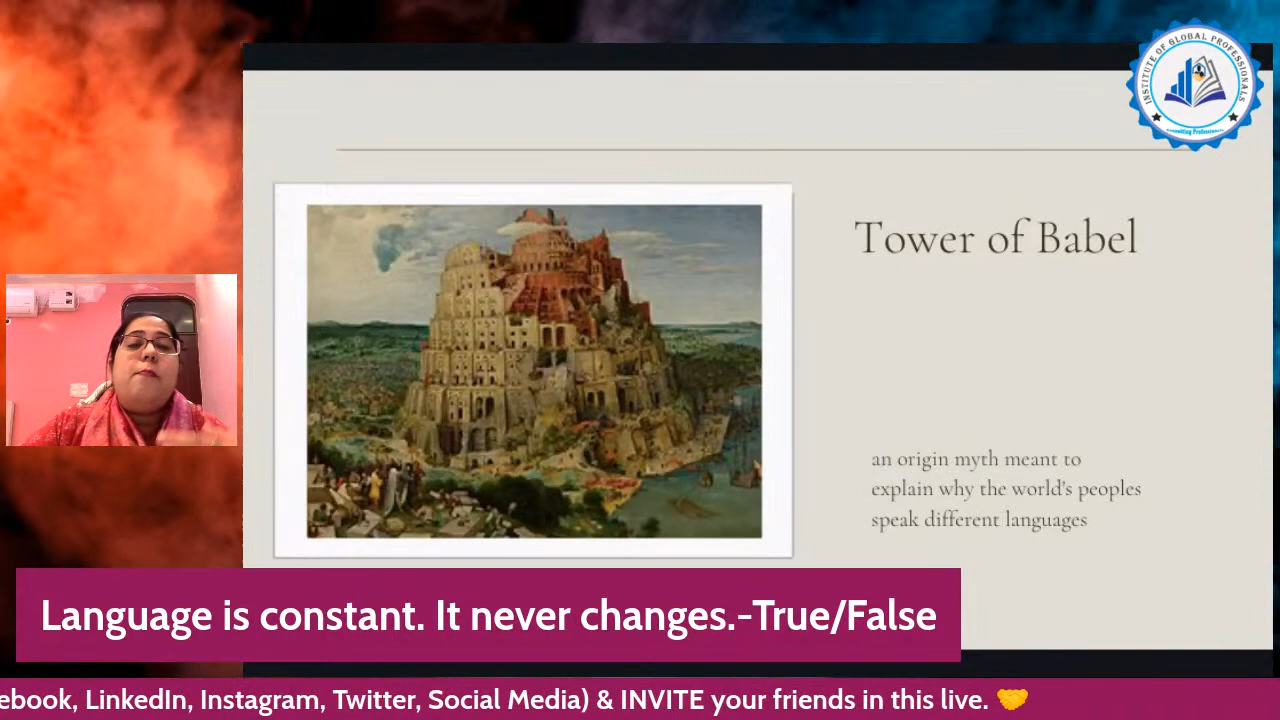 INSTITUTE OF GLOBAL PROFESSIONALS
Connecting Professionals
Tower of Babel
an origin myth meant to
explain why the world's peoples
speak different languages
Language is constant. It never changes.-True/False
ebook, LinkedIn, Instagram, Twitter, Social Media) & INVITE your friends in this live. 🤝